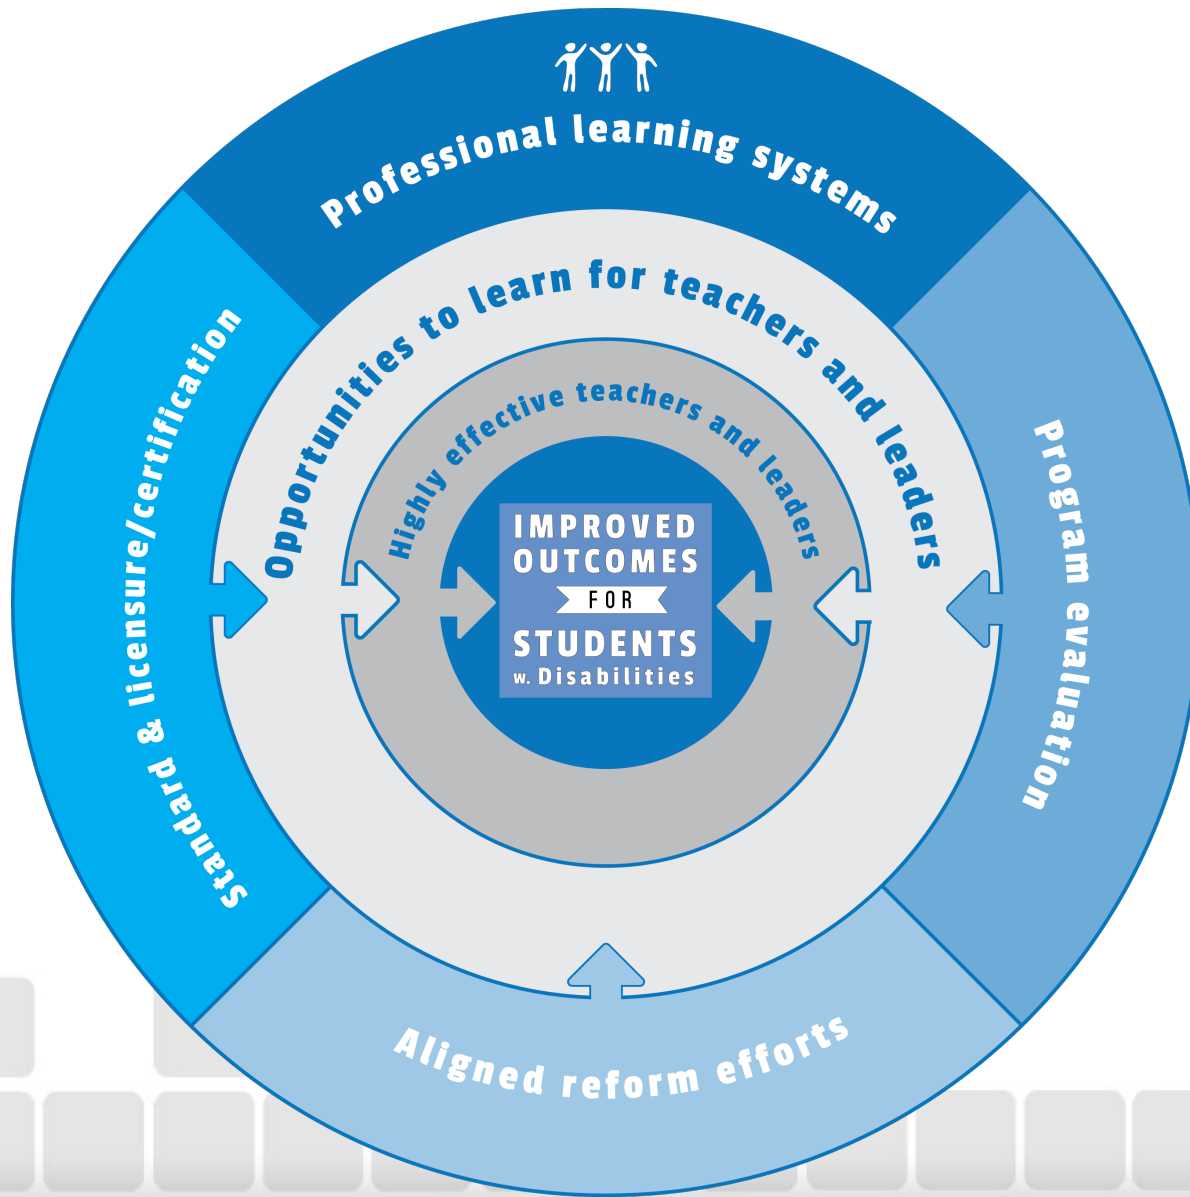 Professional learning systems
Opportunities to learn for teachers and leaders
Highly effective teachers and leaders
Standard & licensure/certification
IMPROVED
OUTCOMES
FOR
STUDENTS
w. Disabilities
Program evaluation
Aligned reform efforts